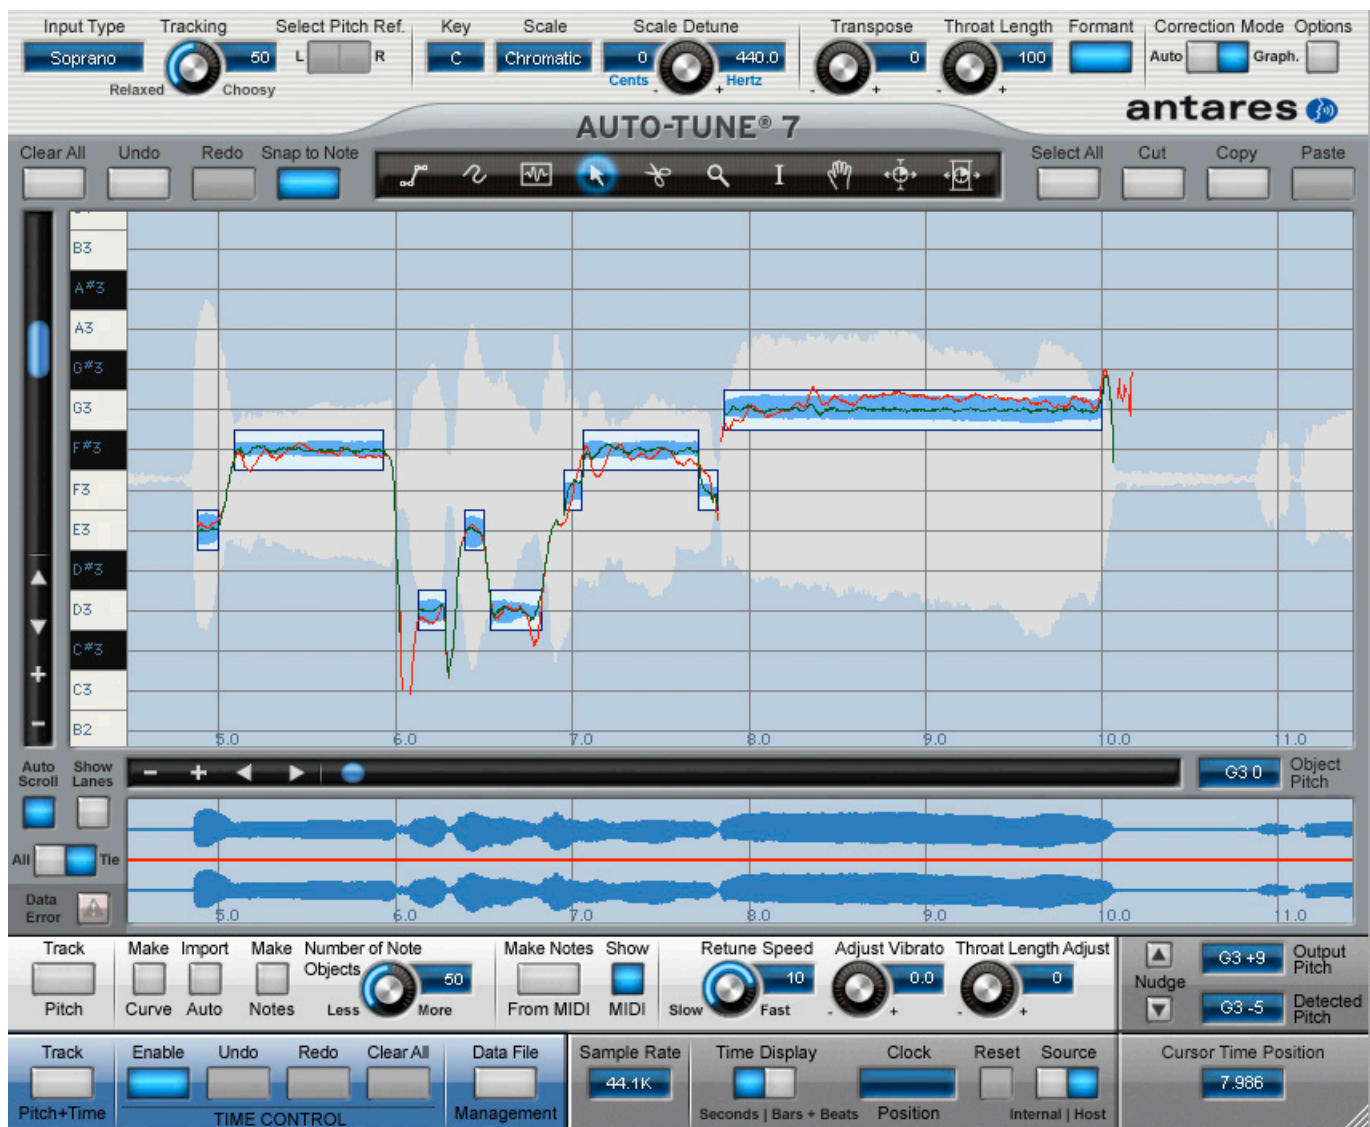 Input Type Tracking Select Pitch Ref. Key Scale Scale Detune Transpose Throat Length Formant Correction Mode Options
Soprano 50 L R C Chromatic 0 440.0 0 100 Auto Graph.
Cents - + Hertz - + - +
Relaxed Choosy
antares
AUTO-TUNE® 7
Clear All Undo Redo Snap to Note Select All Cut Copy Paste
B3
A#3
A3
G#3
G3
F#3
F3
E3
D#3
D3
C#3
C3
B2
5.0 6.0 7.0 8.0 9.0 10.0 11.0
Auto Scroll
Show Lanes
G3 0
Object Pitch
All Tie
Data Error
5.0 6.0 7.0 8.0 9.0 10.0 11.0
Track Make Import Make Number of Note Make Notes Show Retune Speed Adjust Vibrato Throat Length Adjust
Objects 50 10 0.0 0
Pitch Curve Auto Notes Less More From MIDI MIDI Slow Fast - + - +
Nudge
G3 +9 Output Pitch
G3 -5 Detected Pitch
Track Enable Undo Redo Clear All Data File Sample Rate Time Display Clock Reset Source Cursor Time Position
44.1K 7.986
Pitch+Time TIME CONTROL Management Seconds | Bars + Beats Position Internal | Host